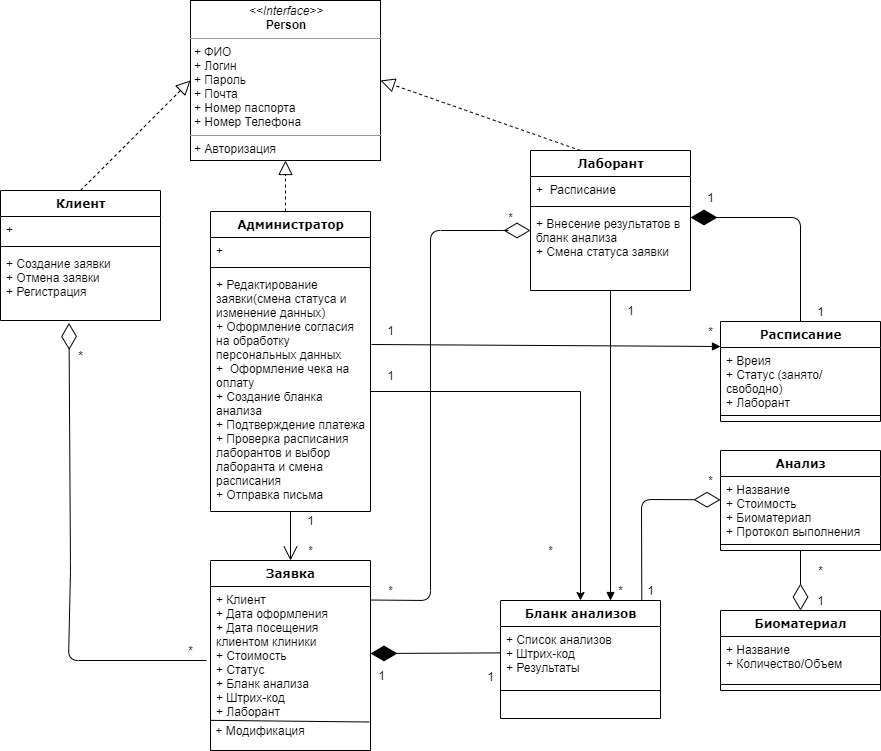 <<Interface>>
Person
+ ФИО
+ Логин
+ Пароль
+ Почта
+ Номер паспорта
+ Номер Телефона
+ Авторизация
Клиент
+
+ Создание заявки
+ Отмена заявки
+ Регистрация
*
Администратор
+
+ Редактирование
заявки(смена статуса и
изменение данных)
+ Оформление согласия
на обработку
персональных данных
+ Оформление чека на
оплату
+ Создание бланка
анализа
+ Подтверждение платежа
+ Проверка расписания
лаборантов и выбор
лаборанта и смена
расписания
+ Отправка письма
1
*
1
*
1
*
Лаборант
+ Расписание
+ Внесение результатов в
бланк анализа
+ Смена статуса заявки
*
1
1
1
*
Расписание
+ Вреия
+ Статус (занято/
свободно)
+ Лаборант
Анализ
+ Название
+ Стоимость
+ Биоматериал
+ Протокол выполнения
*
1
*
1
Биоматериал
+ Название
+ Количество/Объем
Заявка
+ Клиент
+ Дата оформления
+ Дата посещения
клиентом клиники
+ Стоимость
+ Статус
+ Бланк анализа
+ Штрих-код
+ Лаборант
+ Модификация
*
*
1
1
Бланк анализов
+ Список анализов
+ Штрих-код
+ Результаты